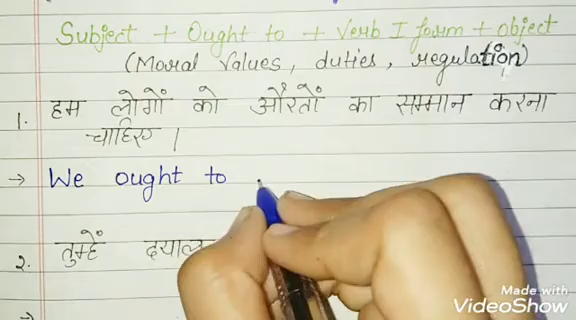 Subject + Ought to + Verb I form + object
(Moral Values, duties, regulation)
1. हम लोगों को औरतों का सम्मान करना
चाहिए ।
→ We ought to
2. तुम्हें
Made with
VideoShow